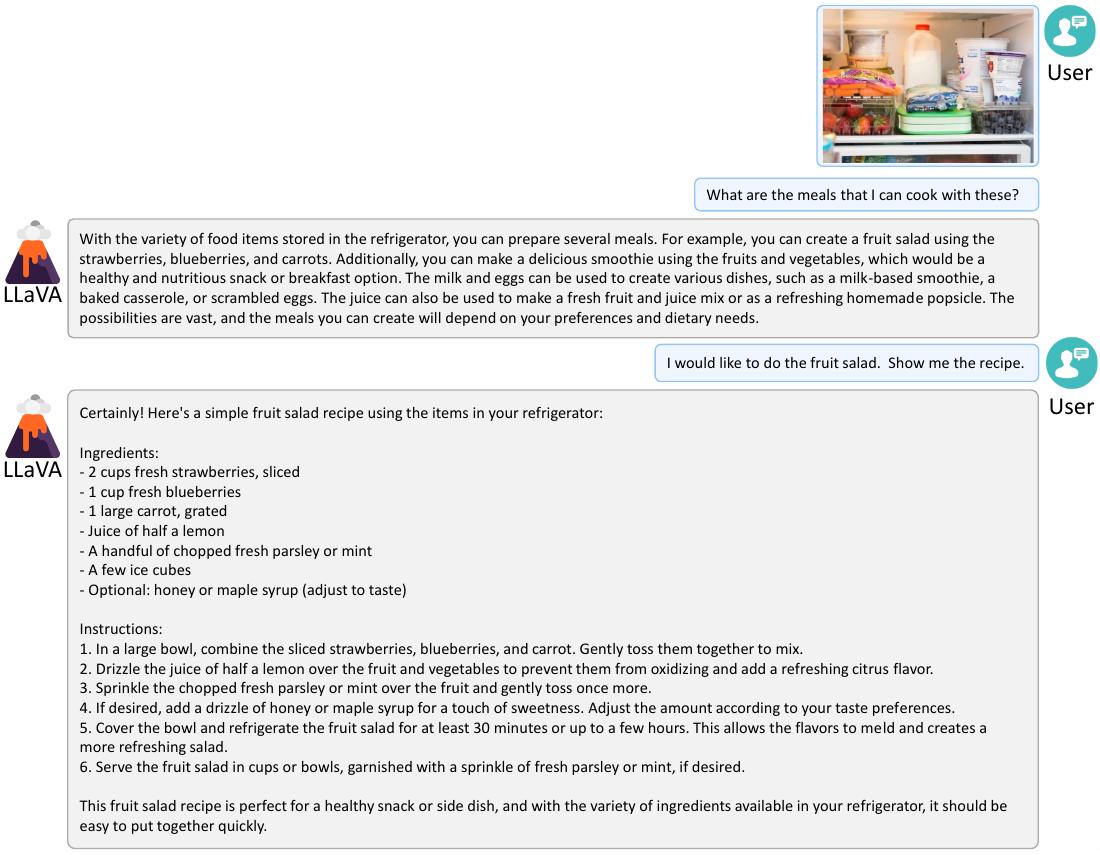 User
What are the meals that I can cook with these?
With the variety of food items stored in the refrigerator, you can prepare several meals. For example, you can create a fruit salad using the
strawberries, blueberries, and carrots. Additionally, you can make a delicious smoothie using the fruits and vegetables, which would be a
healthy and nutritious snack or breakfast option. The milk and eggs can be used to create various dishes, such as a milk-based smoothie, a
baked casserole, or scrambled eggs. The juice can also be used to make a fresh fruit and juice mix or as a refreshing homemade popsicle. The
possibilities are vast, and the meals you can create will depend on your preferences and dietary needs.
LLaVA
I would like to do the fruit salad.  Show me the recipe.
User
Certainly! Here's a simple fruit salad recipe using the items in your refrigerator:
LLaVA
Ingredients:
- 2 cups fresh strawberries, sliced
- 1 cup fresh blueberries
- 1 large carrot, grated
- Juice of half a lemon
- A handful of chopped fresh parsley or mint
- A few ice cubes
- Optional: honey or maple syrup (adjust to taste)
Instructions:
1. In a large bowl, combine the sliced strawberries, blueberries, and carrot. Gently toss them together to mix.
2. Drizzle the juice of half a lemon over the fruit and vegetables to prevent them from oxidizing and add a refreshing citrus flavor.
3. Sprinkle the chopped fresh parsley or mint over the fruit and gently toss once more.
4. If desired, add a drizzle of honey or maple syrup for a touch of sweetness. Adjust the amount according to your taste preferences.
5. Cover the bowl and refrigerate the fruit salad for at least 30 minutes or up to a few hours. This allows the flavors to meld and creates a
more refreshing salad.
6. Serve the fruit salad in cups or bowls, garnished with a sprinkle of fresh parsley or mint, if desired.
This fruit salad recipe is perfect for a healthy snack or side dish, and with the variety of ingredients available in your refrigerator, it should be
easy to put together quickly.